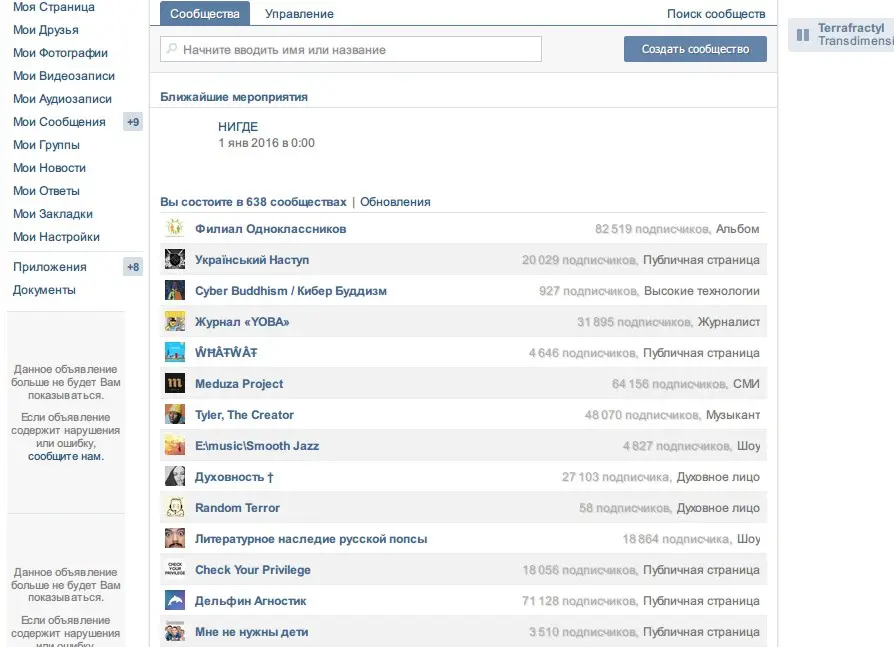 Моя Страница
Мои Друзья
Мои Фотографии
Мои Видеозаписи
Мои Аудиозаписи
Мои Сообщения +9
Мои Группы
Мои Новости
Мои Ответы
Мои Закладки
Мои Настройки
Приложения +8
Документы
Данное объявление
больше не будет Вам
показываться.
Если объявление
содержит нарушения
или ошибку,
сообщите нам.
Данное объявление
больше не будет Вам
показываться.
Если объявление
содержит нарушения
или ошибку,
Сообщества Управление Поиск сообществ
Начните вводить имя или название Создать сообщество
Ближайшие мероприятия
НИГДЕ
1 янв 2016 в 0:00
Вы состоите в 638 сообществах | Обновления
Филиал Одноклассников 82 519 подписчиков, Альбом
Український Наступ 20 029 подписчиков, Публичная страница
Cyber Buddhism / Кибер Буддизм 927 подписчиков, Высокие технологии
Журнал «YOBA» 31 895 подписчиков, Журналист
ŴĦÂŦŴÂŦ 4 646 подписчиков, Публичная страница
Meduza Project 64 156 подписчиков, СМИ
Tyler, The Creator 48 070 подписчиков, Музыкант
E:\music\Smooth Jazz 4 827 подписчиков, Шоу
Духовность † 27 103 подписчика, Духовное лицо
Random Terror 58 подписчиков, Духовное лицо
Литературное наследие русской попсы 18 864 подписчика, Шоу
CHECK YOUR PRIVILEGE Check Your Privilege 18 056 подписчиков, Публичная страница
Дельфин Агностик 71 128 подписчиков, Публичная страница
Мне не нужны дети 3 510 подписчиков, Публичная страница
Terrafractyl
Transdimensi